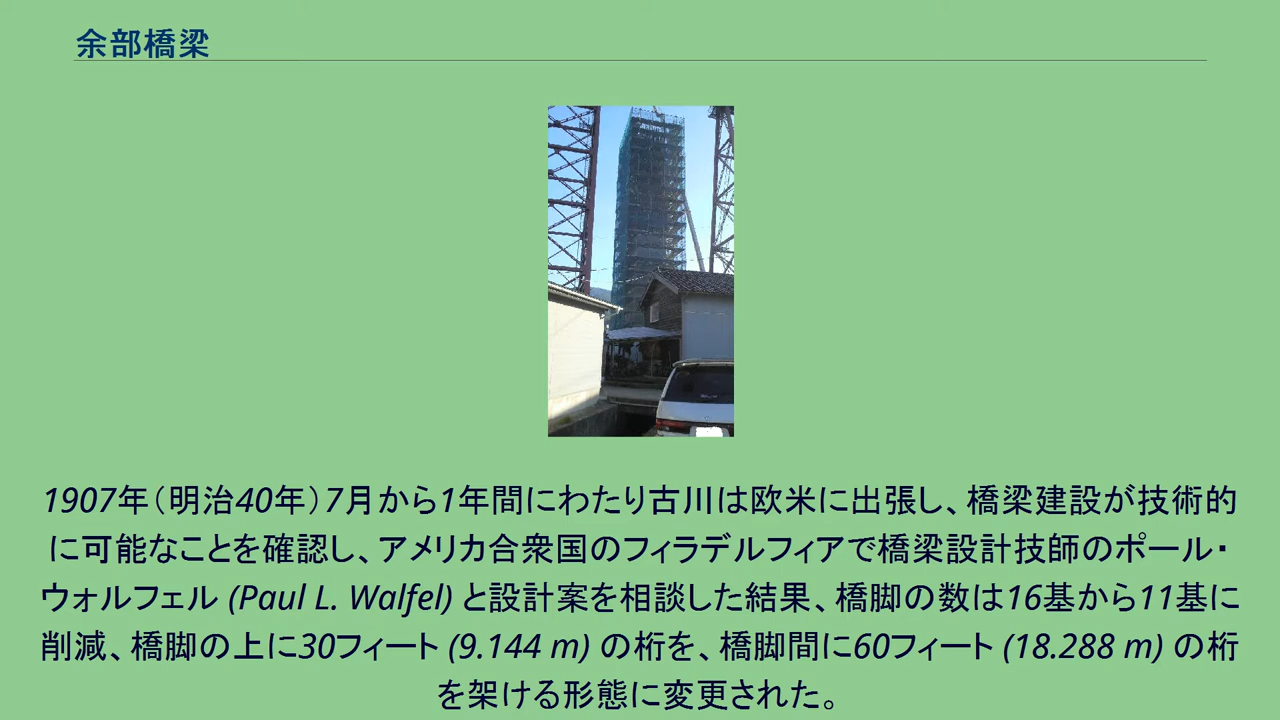 余部橋梁
1907年（明治40年）7月から1年間にわたり古川は欧米に出張し、橋梁建設が技術的
に可能なことを確認し、アメリカ合衆国のフィラデルフィアで橋梁設計技師のポール・
ウォルフェル (Paul L. Walfel) と設計案を相談した結果、橋脚の数は16基から11基に
削減、橋脚の上に30フィート (9.144 m) の桁を、橋脚間に60フィート (18.288 m) の桁
を架ける形態に変更された。